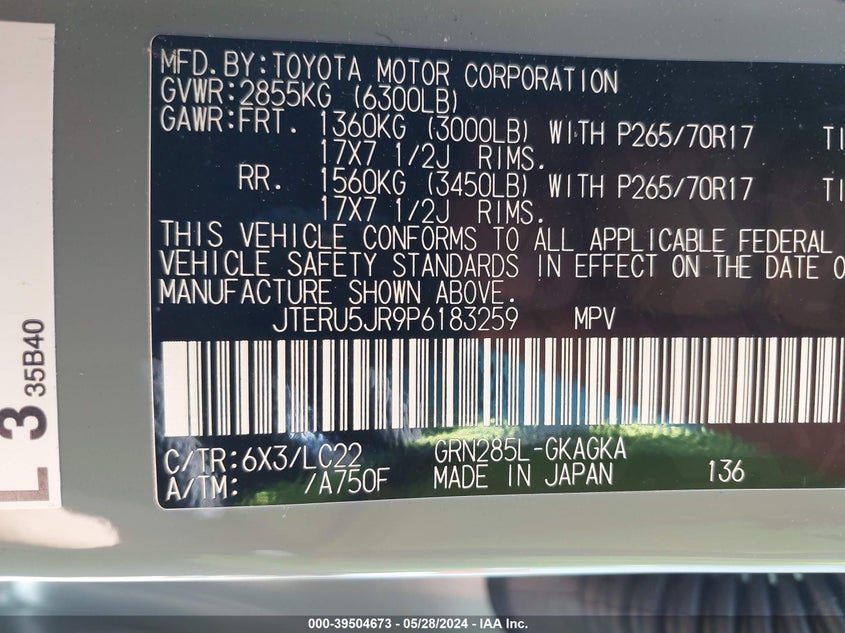 MFD.BY:TOYOTA MOTOR CORPORATION
GVWR:2855KG (6300LB)
GAWR:FRT. 1360KG (3000LB) WITH P265/70R17 TI
17X7 1/2J RIMS.
RR. 1560KG (3450LB) WITH P265/70R17 TI
17X7 1/2J RIMS.
THIS VEHICLE CONFORMS TO ALL APPLICABLE FEDERAL
VEHICLE SAFETY STANDARDS IN EFFECT ON THE DATE O
MANUFACTURE SHOWN ABOVE.
JTERU5JR9P6183259 MPV
C/TR:6X3/LC22 GRN285L-GKAGKA
A/TM: /A750F MADE IN JAPAN 136
3 35B40
000-39504673 - 05/28/2024 - IAA Inc.